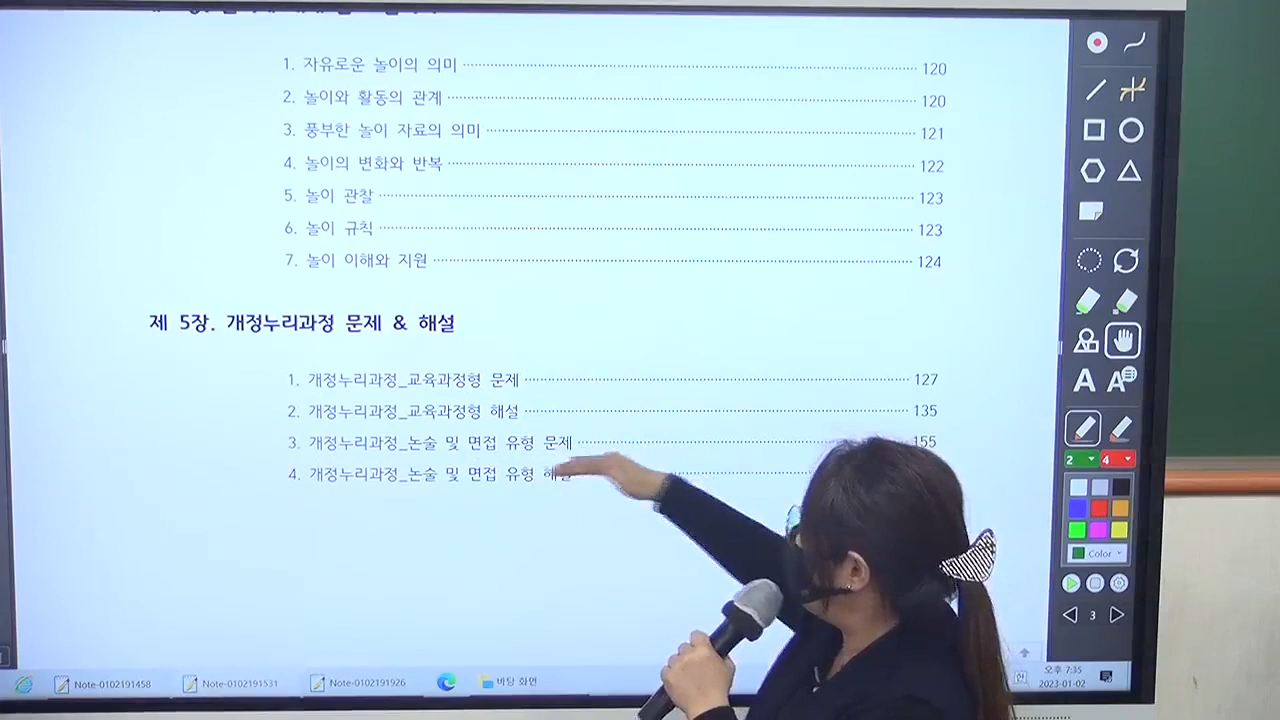 1. 자유로운 놀이의 의미 120
2. 놀이와 활동의 관계 120
3. 풍부한 놀이 자료의 의미 121
4. 놀이의 변화와 반복 122
5. 놀이 관찰 123
6. 놀이 규칙 123
7. 놀이 이해와 지원 124
제 5장. 개정누리과정 문제 & 해설
1. 개정누리과정_교육과정형 문제 127
2. 개정누리과정_교육과정형 해설 135
3. 개정누리과정_논술 및 면접 유형 문제 155
4. 개정누리과정_논술 및 면접 유형
A A
2 4
Color
3
Note-0102191458 Note-0102191531 Note-0102191926 바탕 화면
한 오후 7:35
2023-01-02